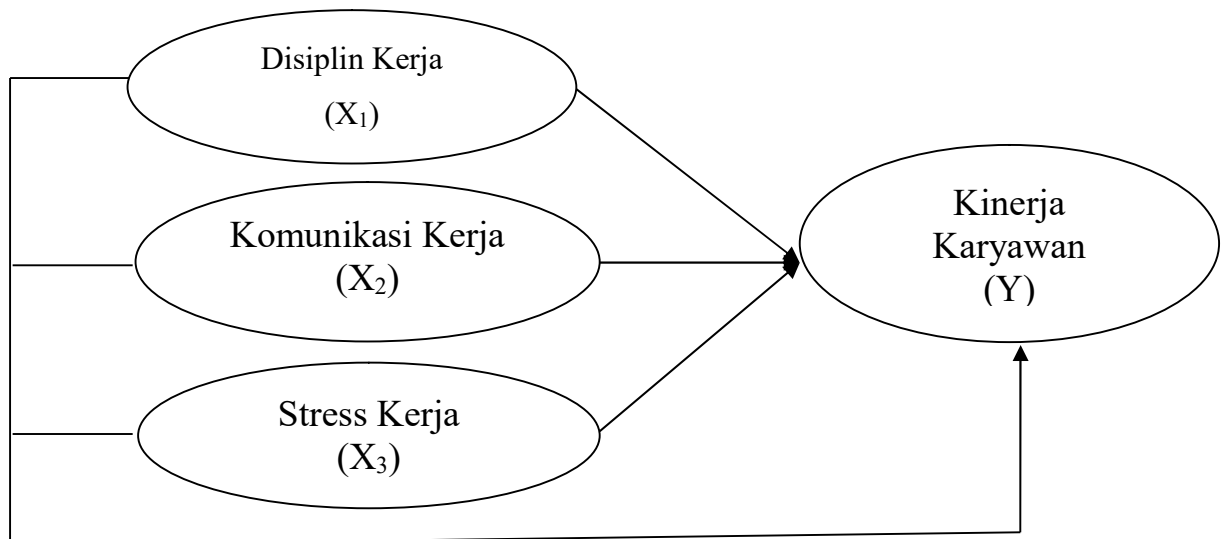 Disiplin Kerja
(X₁)
Komunikasi Kerja
(X₂)
Stress Kerja
(X₃)
Kinerja
Karyawan
(Y)